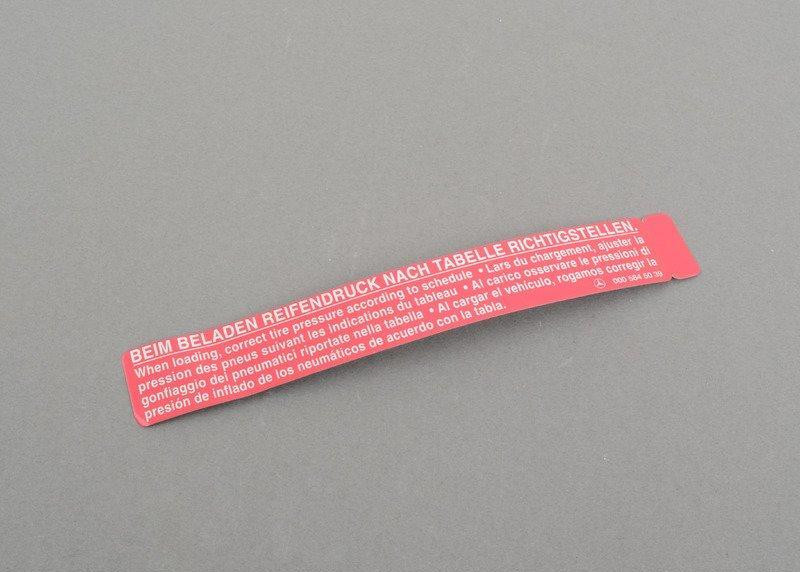 BEIM BELADEN REIFENDRUCK NACH TABELLE RICHTIGSTELLEN.
When loading, correct tire pressure according to schedule • Lars du chargement, ajuster la
pression des pneus suivant les indications du tableau • Al carico osservare le pressioni di
gonfiaggio dei pneumatici riportate nella tabella • Al cargar el vehículo, rogamos corregir la
presión de inflado de los neumáticos de acuerdo con la tabla.
000 584 50 39